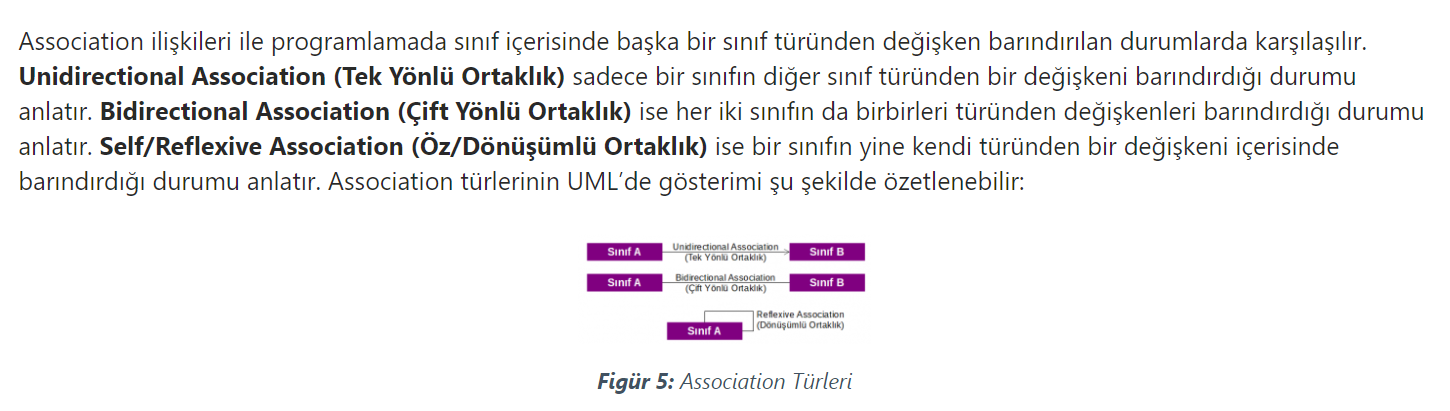 Association ilişkileri ile programlamada sınıf içerisinde başka bir sınıf türünden değişken barındırılan durumlarda karşılaşılır.
Unidirectional Association (Tek Yönlü Ortaklık) sadece bir sınıfın diğer sınıf türünden bir değişkeni barındırdığı durumu
anlatır. Bidirectional Association (Çift Yönlü Ortaklık) ise her iki sınıfın da birbirleri türünden değişkenleri barındırdığı durumu
anlatır. Self/Reflexive Association (Öz/Dönüşümlü Ortaklık) ise bir sınıfın yine kendi türünden bir değişkeni içerisinde
barındırdığı durumu anlatır. Association türlerinin UML’de gösterimi şu şekilde özetlenebilir:
Sınıf A
Unidirectional Association
(Tek Yönlü Ortaklık)
Sınıf B
Sınıf A
Bidirectional Association
(Çift Yönlü Ortaklık)
Sınıf B
Sınıf A
Reflexive Association
(Dönüşümlü Ortaklık)
Figür 5: Association Türleri